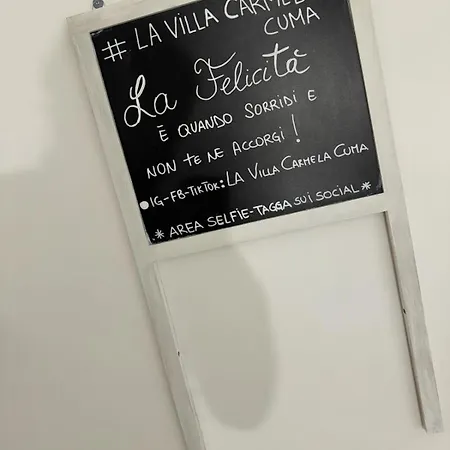 # LA VILLA CARMEL
CUMA
La Felicità
È QUANDO SORRIDI E
NON TE NE ACCORGI!
IG-FB-TIKTOK: LA VILLA CARMELA CUMA
* AREA SELFIE-TAGGA SUI SOCIAL *